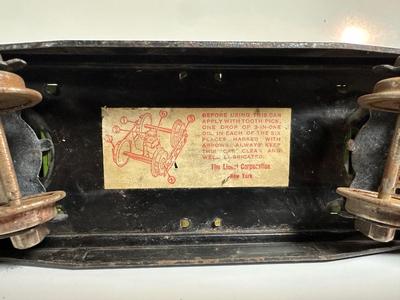 BEFORE USING THIS CAR
APPLY WITH TOOTH PICK,
ONE DROP OF 3-IN-ONE
OIL IN EACH OF THE SIX
PLACES MARKED WITH
ARROWS. ALWAYS KEEP
THIS CAR CLEAN AND
WELL LUBRICATED.
The Lionel Corporation
New York